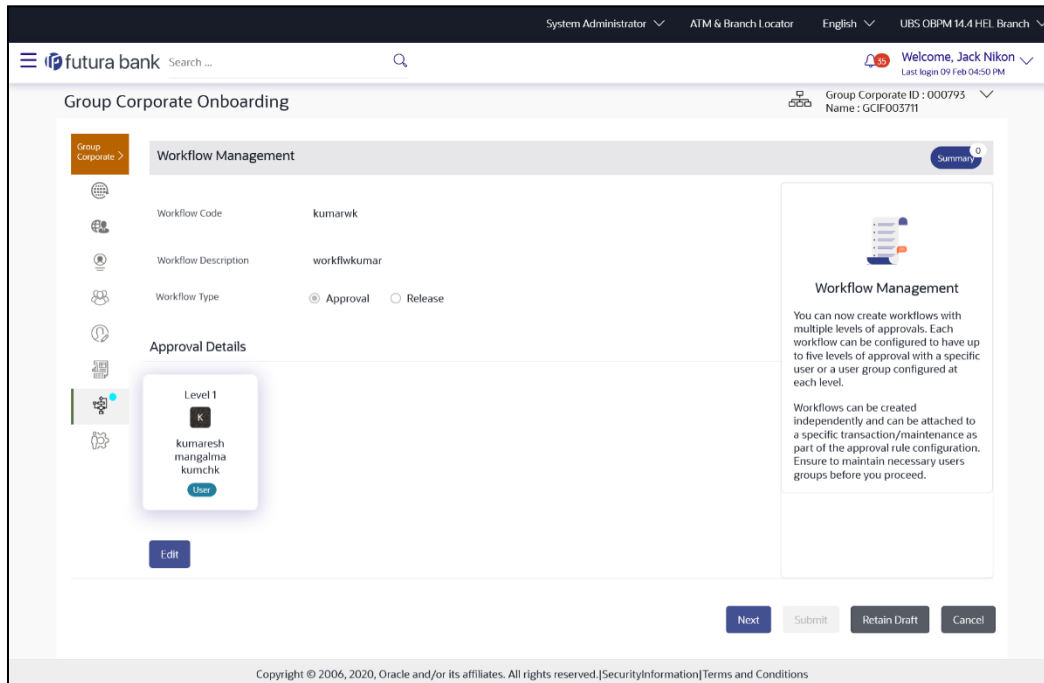 System Administrator ATM & Branch Locator English UBS OBPM 14.4 HEL Branch
futura bank Search ... 35 Welcome, Jack Nikon
Last login 09 Feb 04:50 PM
Group Corporate Onboarding
Group Corporate ID : 000793
Name : GCIF003711
Group
Corporate >
Workflow Management
Summary
0
Workflow Code kumarwk
Workflow Description workflwkumar
Workflow Type Approval Release
Approval Details
Level 1
K
kumaresh
mangalma
kumchk
User
Edit
Workflow Management
You can now create workflows with
multiple levels of approvals. Each
workflow can be configured to have up
to five levels of approval with a specific
user or a user group configured at
each level.
Workflows can be created
independently and can be attached to
a specific transaction/maintenance as
part of the approval rule configuration.
Ensure to maintain necessary users
groups before you proceed.
Next Submit Retain Draft Cancel
Copyright © 2006, 2020, Oracle and/or its affiliates. All rights reserved.|SecurityInformation|Terms and Conditions